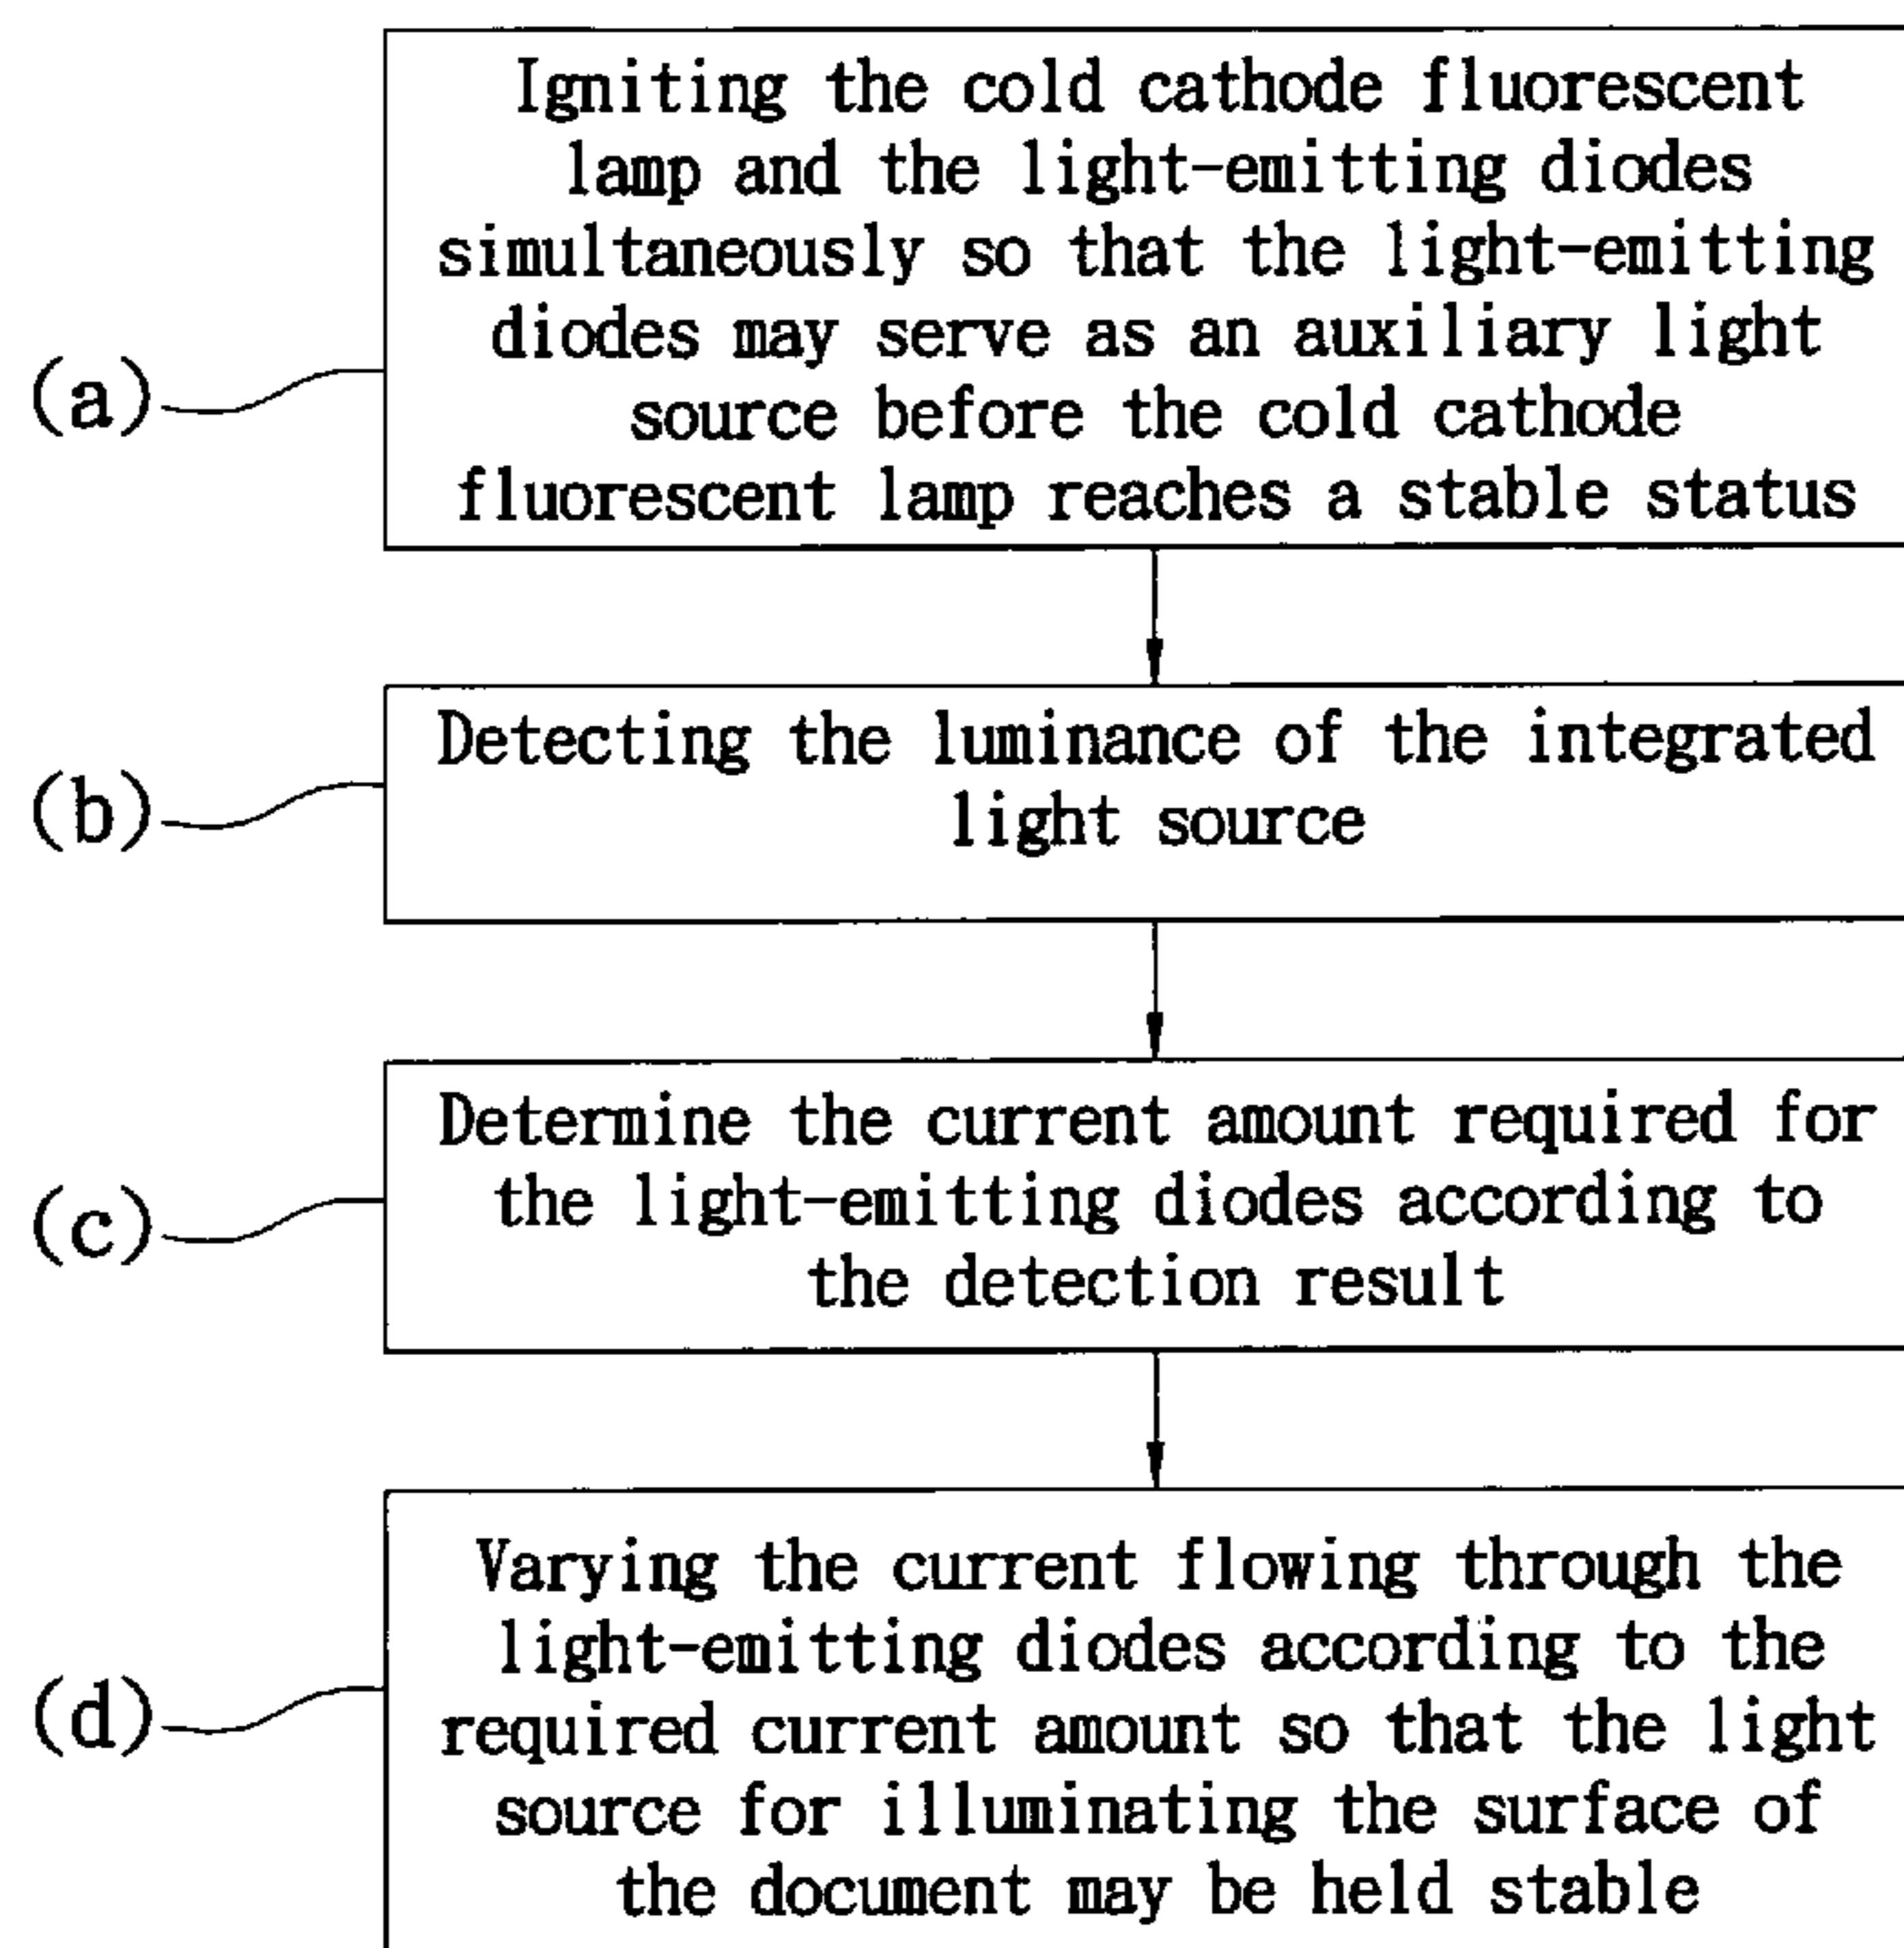 Igniting the cold cathode fluorescent
lamp and the light-emitting diodes
simultaneously so that the light-emitting
diodes may serve as an auxiliary light
(a)
source before the cold cathode
fluorescent lamp reaches a stable status
Detecting the luminance of the integrated
(b)
light source
Determine the current amount required for
the light-emitting diodes according to
(c)
the detection result
Varying the current flowing through the
light-emitting diodes according to the
(d)
required current amount so that the light
source for illuminating the surface of
the document may be held stable